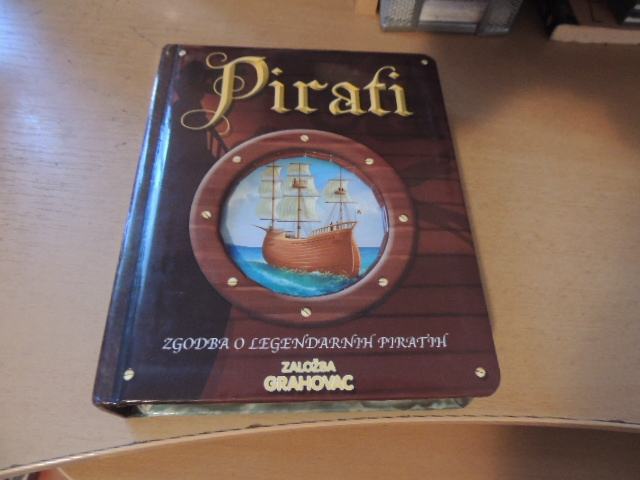 Pirati
ZGODBA O LEGENDARNIH PIRATIH
ZALOŽBA
GRAHOVAC